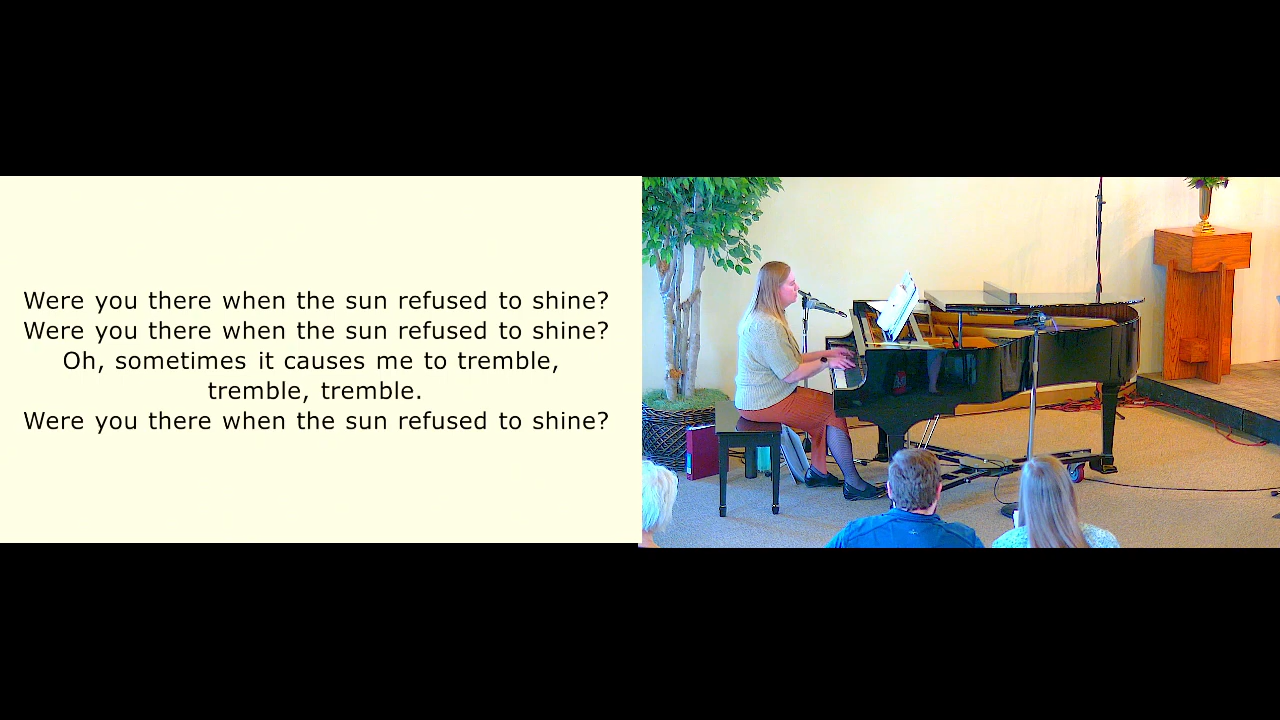 Were you there when the sun refused to shine?
Were you there when the sun refused to shine?
Oh, sometimes it causes me to tremble,
tremble, tremble.
Were you there when the sun refused to shine?